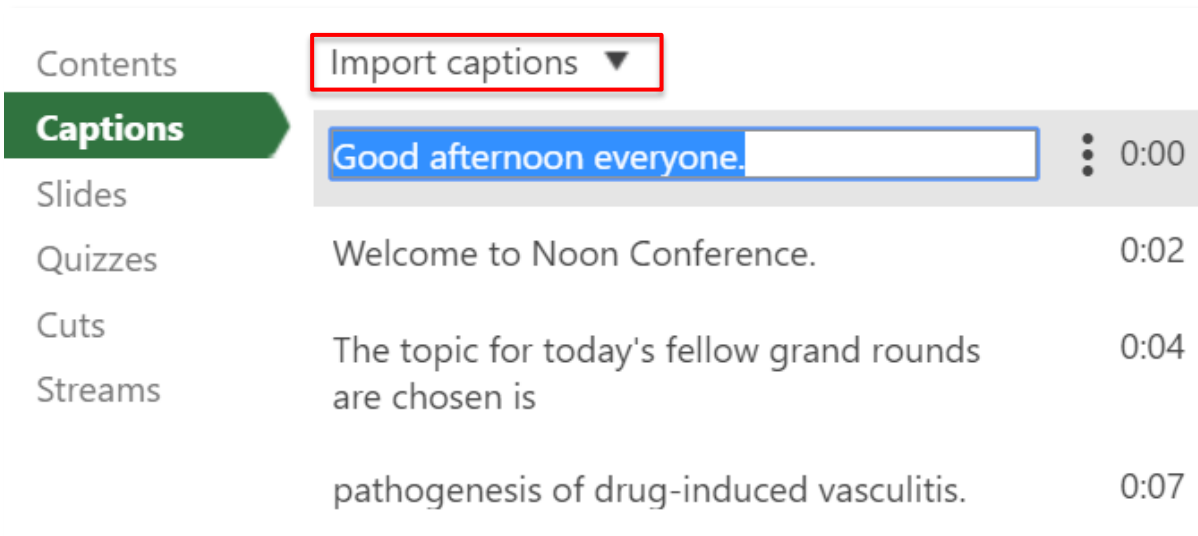 Contents
Captions
Slides
Quizzes
Cuts
Streams
Import captions
Good afternoon everyone. 0:00
Welcome to Noon Conference. 0:02
The topic for today's fellow grand rounds 0:04
are chosen is
pathogenesis of drug-induced vasculitis. 0:07